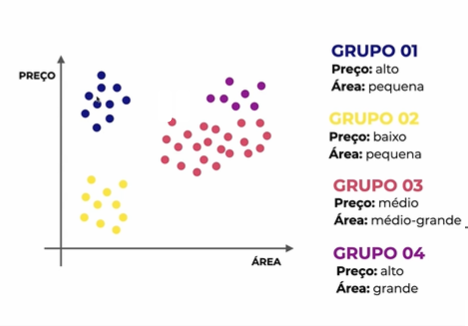 PREÇO
ÁREA
GRUPO 01
Preço: alto
Área: pequena
GRUPO 02
Preço: baixo
Área: pequena
GRUPO 03
Preço: médio
Área: médio-grande
GRUPO 04
Preço: alto
Área: grande